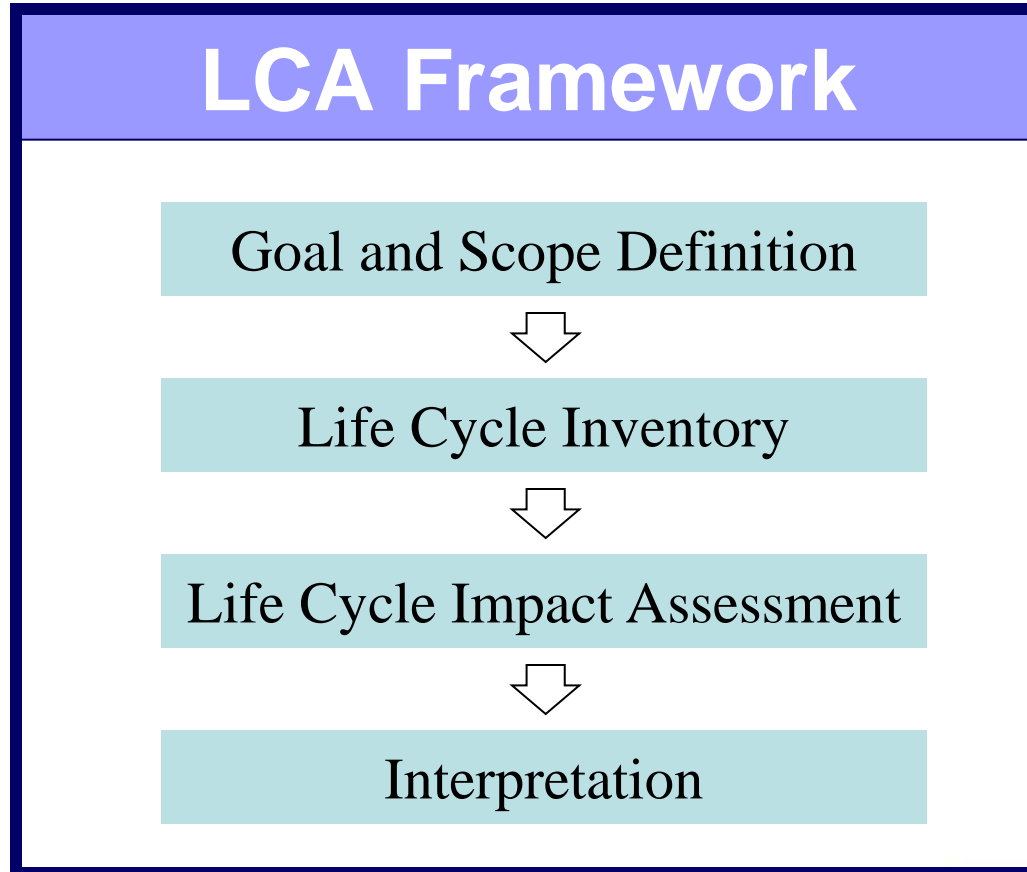 LCA Framework
Goal and Scope Definition
Life Cycle Inventory
Life Cycle Impact Assessment
Interpretation